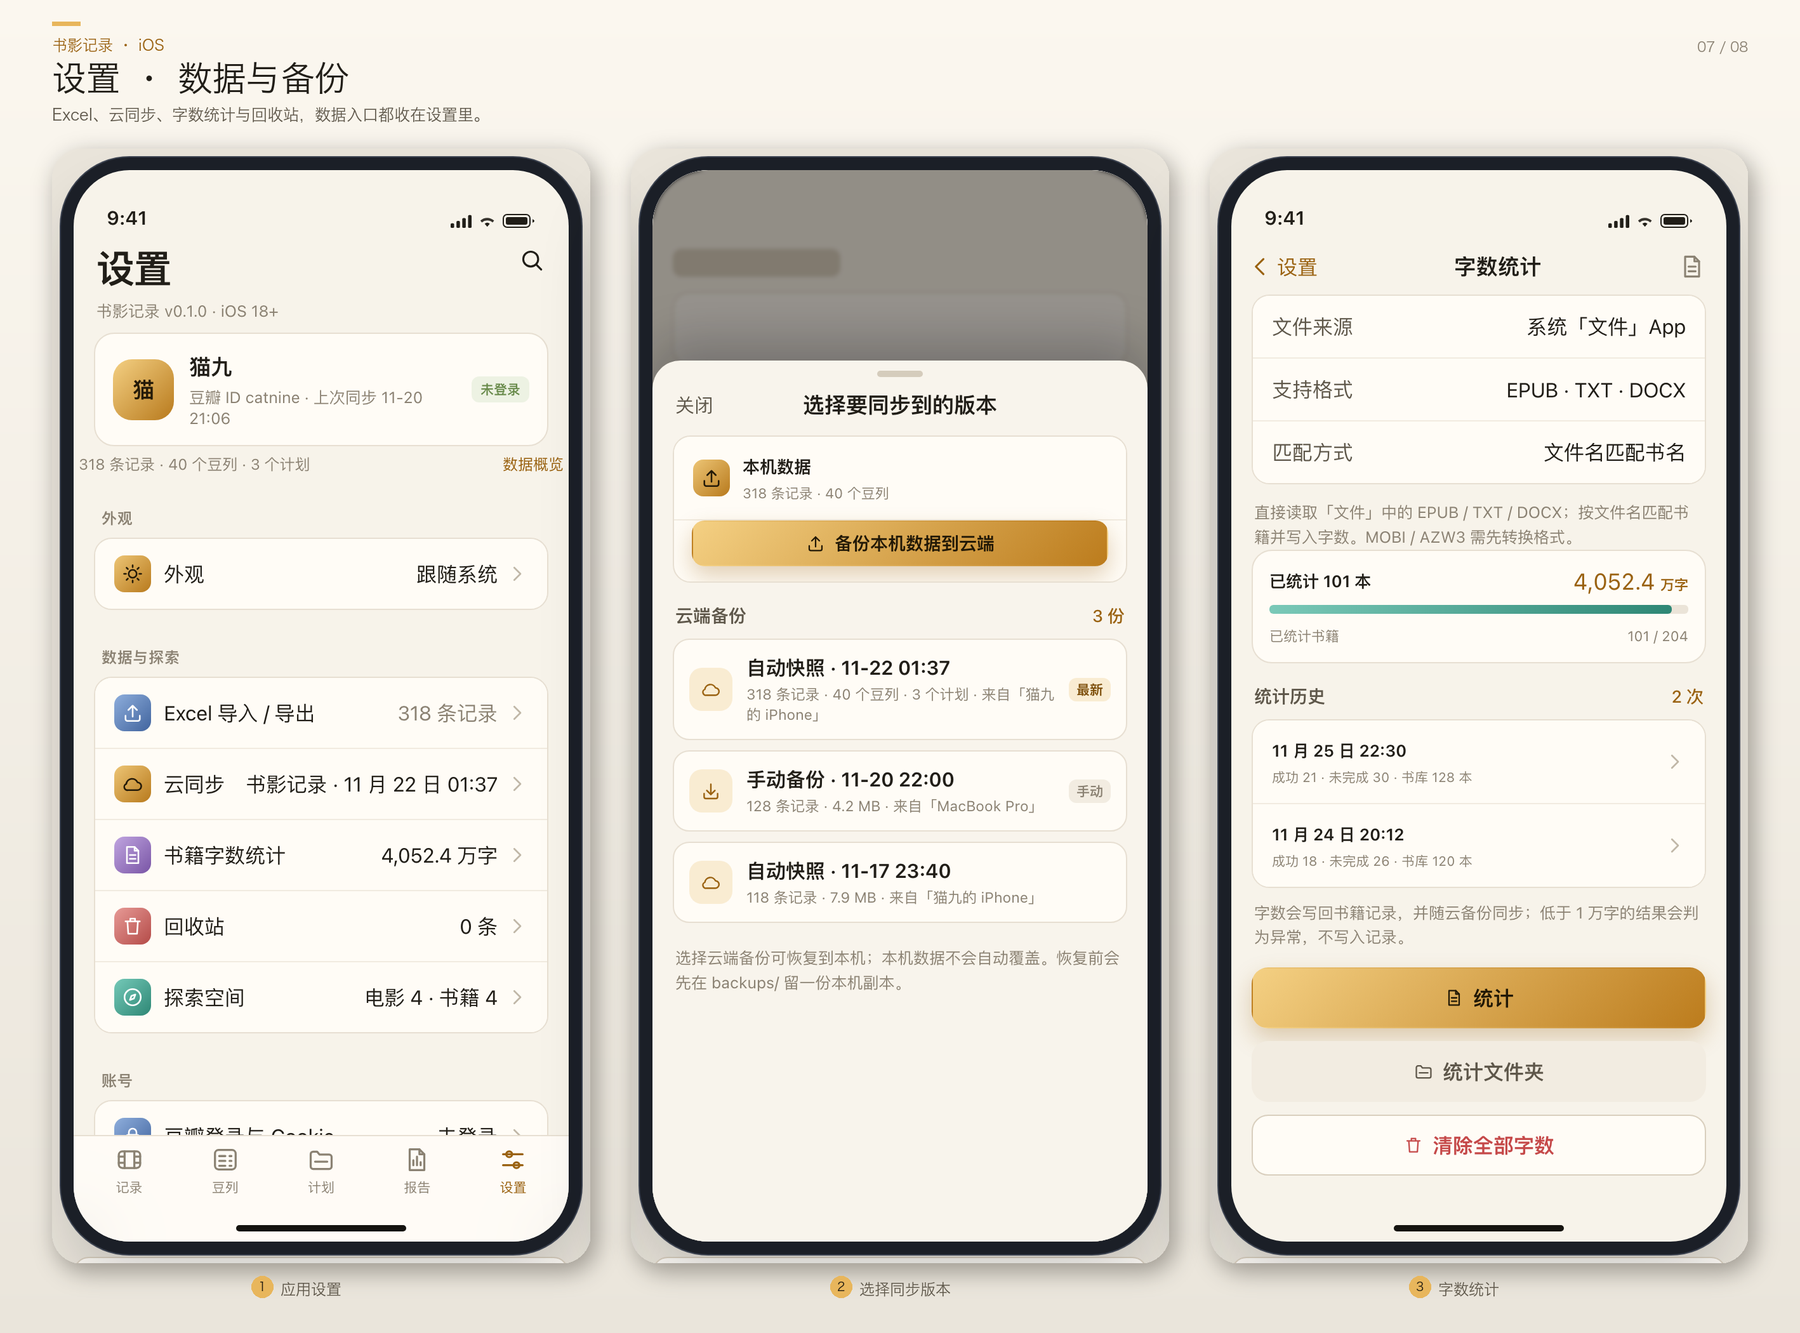 书影记录 · iOS
07 / 08
设置 · 数据与备份
Excel、云同步、字数统计与回收站，数据入口都收在设置里。
9:41
设置
书影记录 v0.1.0 · iOS 18+
猫
猫九
豆瓣 ID catnine · 上次同步 11-20
21:06
未登录
318 条记录 · 40 个豆列 · 3 个计划
数据概览
外观
外观
跟随系统
数据与探索
Excel 导入 / 导出
318 条记录
云同步
书影记录 · 11 月 22 日 01:37
书籍字数统计
4,052.4 万字
回收站
0 条
探索空间
电影 4 · 书籍 4
账号
豆瓣登录与 Cookie
未登录
记录
豆列
计划
报告
设置
1 应用设置
关闭
选择要同步到的版本
本机数据
318 条记录 · 40 个豆列
备份本机数据到云端
云端备份
3 份
自动快照 · 11-22 01:37
318 条记录 · 40 个豆列 · 3 个计划 · 来自「猫九
的 iPhone」
最新
手动备份 · 11-20 22:00
128 条记录 · 4.2 MB · 来自「MacBook Pro」
手动
自动快照 · 11-17 23:40
118 条记录 · 7.9 MB · 来自「猫九的 iPhone」
选择云端备份可恢复到本机；本机数据不会自动覆盖。恢复前会
先在 backups/ 留一份本机副本。
2 选择同步版本
9:41
设置
字数统计
文件来源
系统「文件」App
支持格式
EPUB · TXT · DOCX
匹配方式
文件名匹配书名
直接读取「文件」中的 EPUB / TXT / DOCX；按文件名匹配书
籍并写入字数。MOBI / AZW3 需先转换格式。
已统计 101 本
4,052.4 万字
已统计书籍
101 / 204
统计历史
2 次
11 月 25 日 22:30
成功 21 · 未完成 30 · 书库 128 本
11 月 24 日 20:12
成功 18 · 未完成 26 · 书库 120 本
字数会写回书籍记录，并随云备份同步；低于 1 万字的结果会判
为异常，不写入记录。
统计
统计文件夹
清除全部字数
3 字数统计